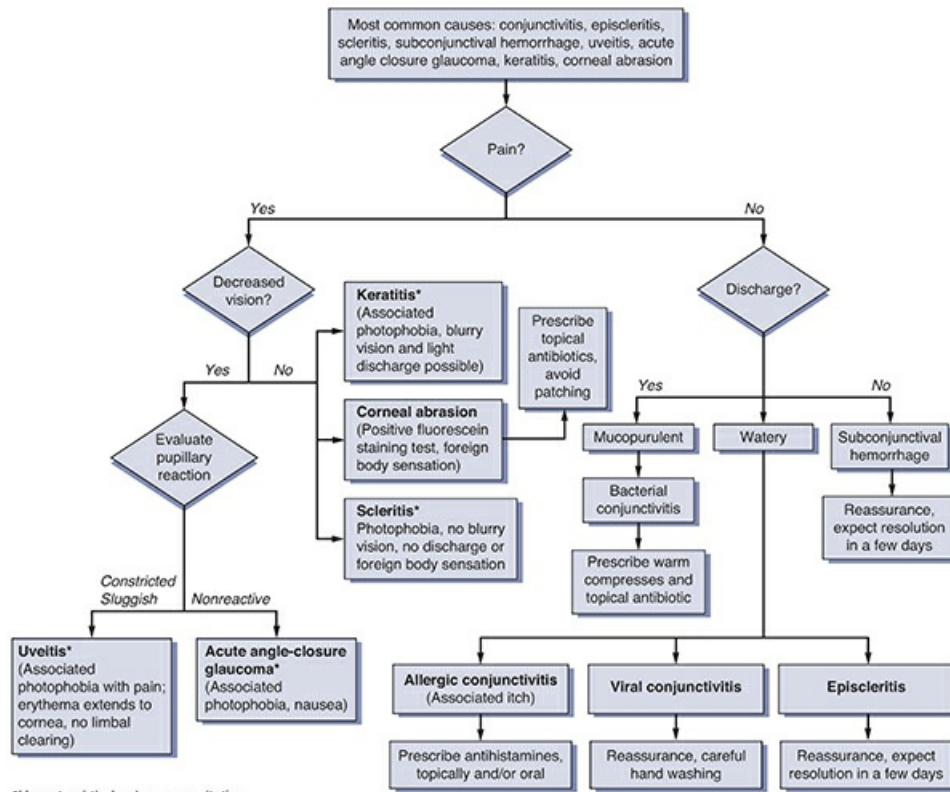 Most common causes: conjunctivitis, episcleritis,
scleritis, subconjunctival hemorrhage, uveitis, acute
angle closure glaucoma, keratitis, corneal abrasion
Pain?
Yes
No
Decreased
vision?
Discharge?
Yes
No
Keratitis*
(Associated
photophobia, blurry
vision and light
discharge possible)
Prescribe
topical
antibiotics,
avoid
patching
Corneal abrasion
(Positive fluorescein
staining test, foreign
body sensation)
Scleritis*
Photophobia, no blurry
vision, no discharge or
foreign body sensation
Evaluate
pupillary
reaction
Constricted
Sluggish
Nonreactive
Uveitis*
(Associated
photophobia with pain;
erythema extends to
cornea, no limbal
clearing)
Acute angle-closure
glaucoma*
(Associated
photophobia, nausea)
Yes
No
Mucopurulent
Watery
Subconjunctival
hemorrhage
Bacterial
conjunctivitis
Reassurance,
expect resolution
in a few days
Prescribe warm
compresses and
topical antibiotic
Allergic conjunctivitis
(Associated itch)
Viral conjunctivitis
Episcleritis
Prescribe antihistamines,
topically and/or oral
Reassurance, careful
hand washing
Reassurance, expect
resolution in a few days